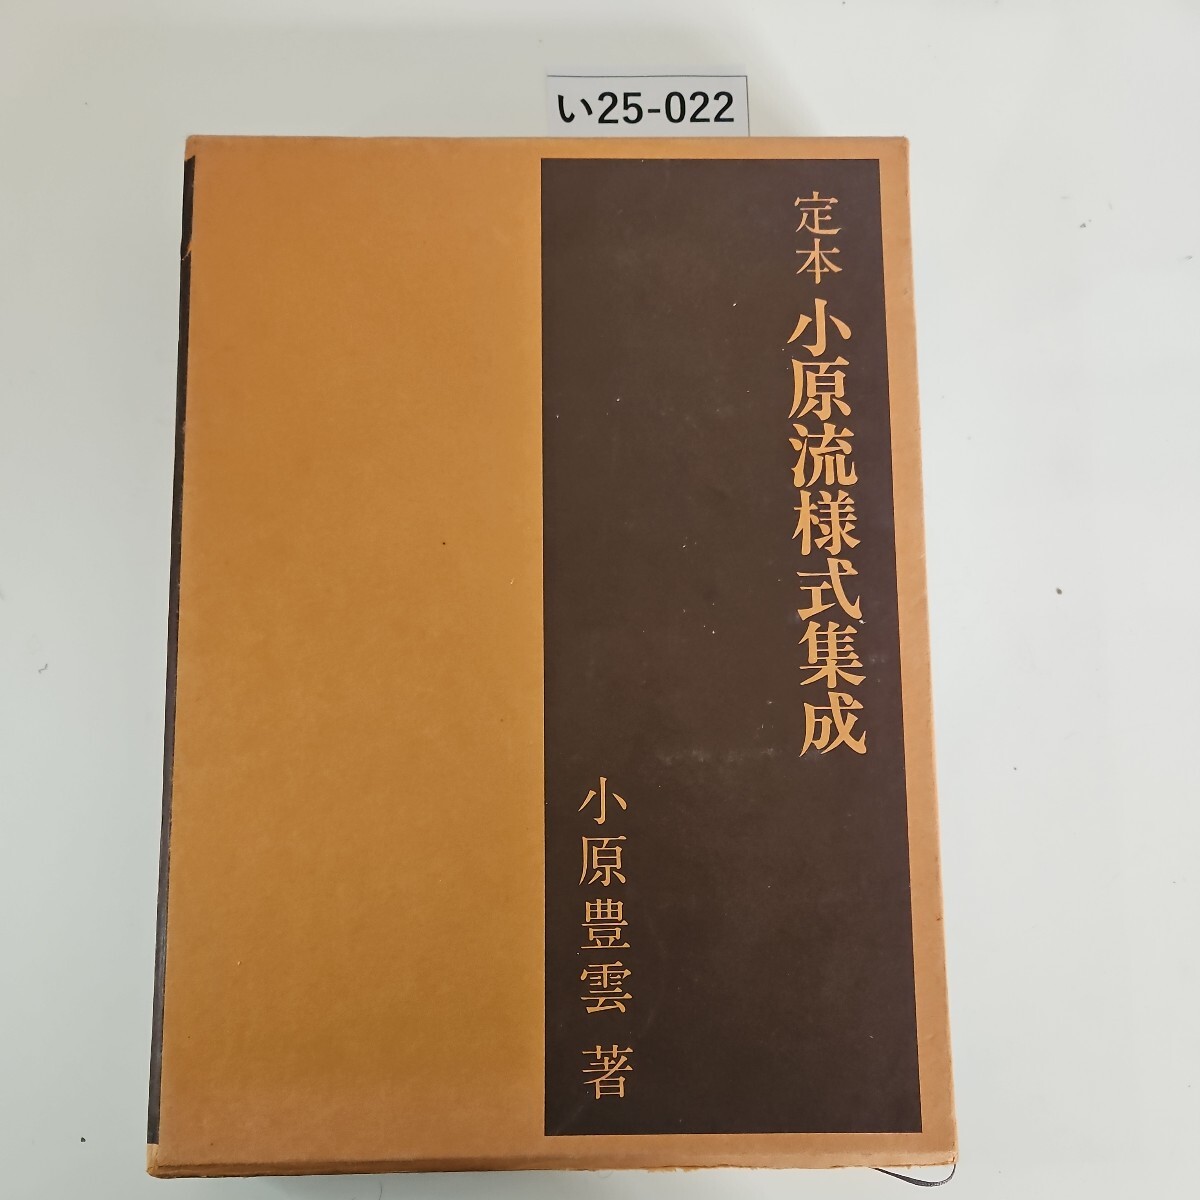 い25-022
定本 小原流様式集成
小原豊雲 著